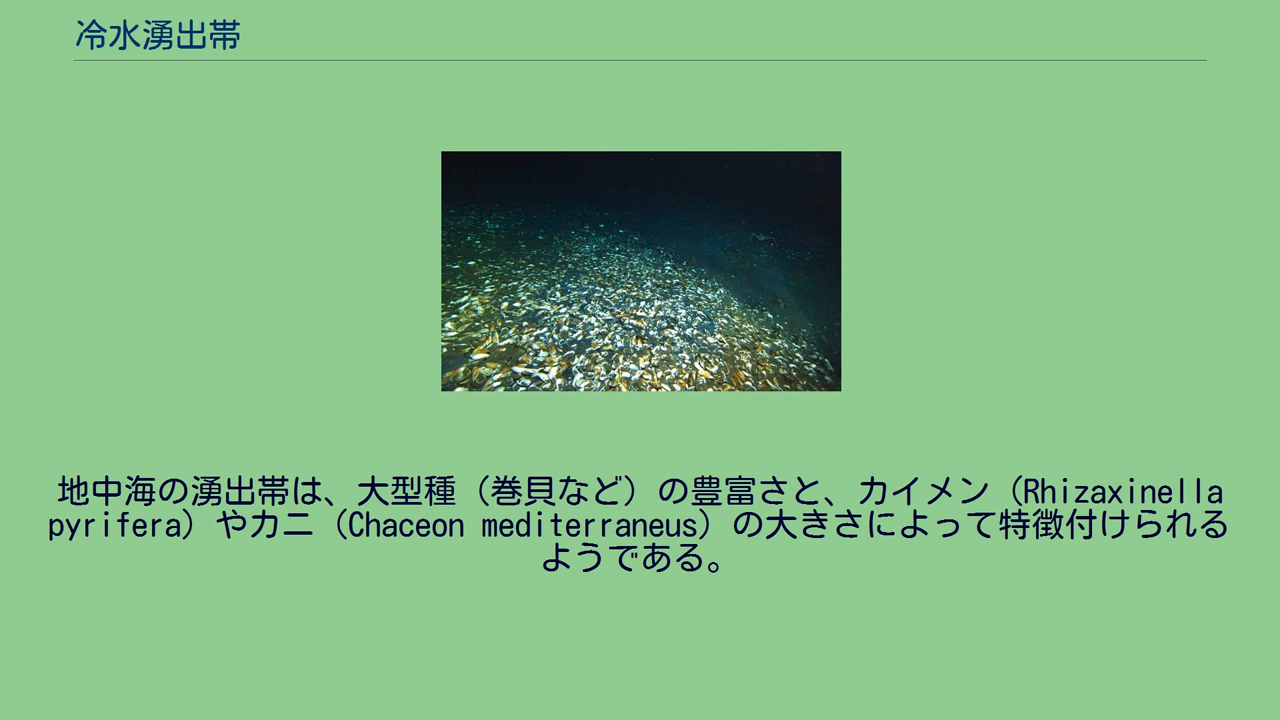 冷水湧出帯
地中海の湧出帯は、大型種（巻貝など）の豊富さと、カイメン（Rhizaxinella
pyrifera）やカニ（Chaceon mediterraneus）の大きさによって特徴付けられる
ようである。